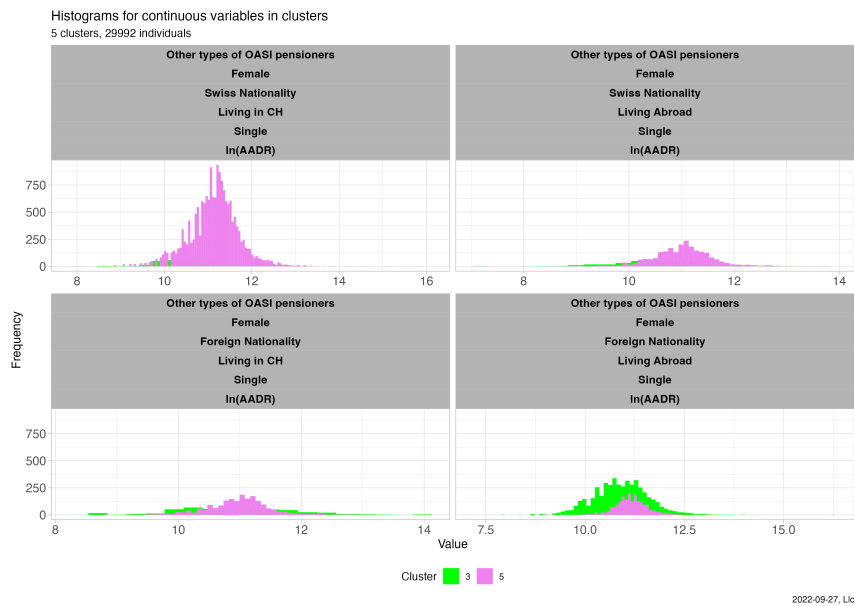 Histograms for continuous variables in clusters
5 clusters, 29992 individuals
Other types of OASI pensioners
Female
Swiss Nationality
Living in CH
Single
ln(AADR)
Other types of OASI pensioners
Female
Swiss Nationality
Living Abroad
Single
ln(AADR)
750
500
250
0
8 10 12 14 16
8 10 12 14
Other types of OASI pensioners
Female
Foreign Nationality
Living in CH
Single
ln(AADR)
Other types of OASI pensioners
Female
Foreign Nationality
Living Abroad
Single
ln(AADR)
750
500
250
0
8 10 12 14
7.5 10.0 12.5 15.0
Frequency
Value
Cluster 3 5
2022-09-27, Llc